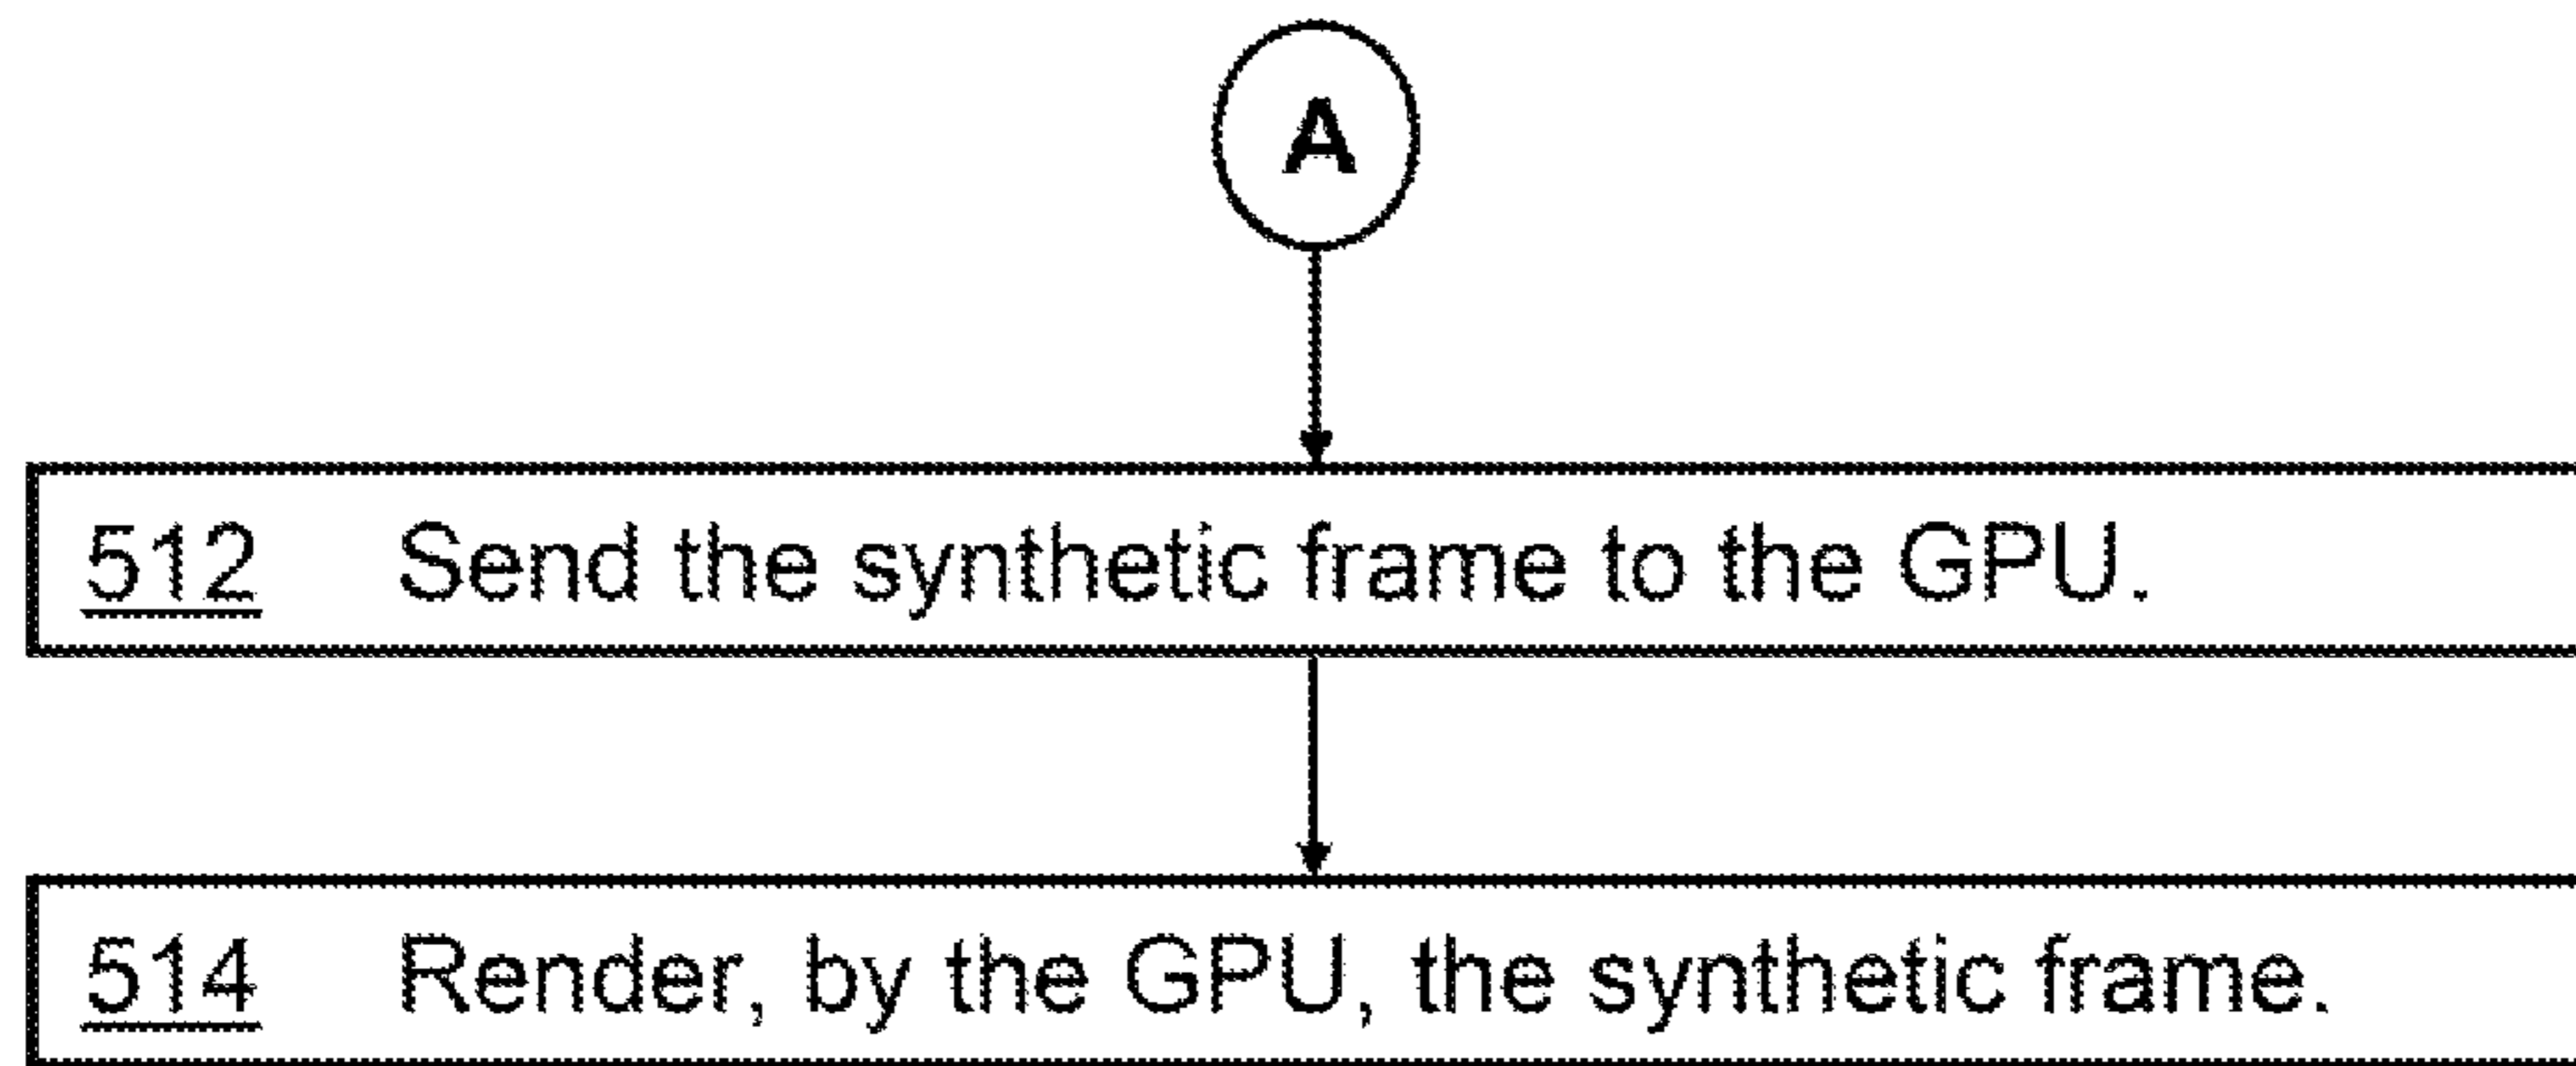 A
512 Send the synthetic frame to the GPU.
514 Render, by the GPU, the synthetic frame.